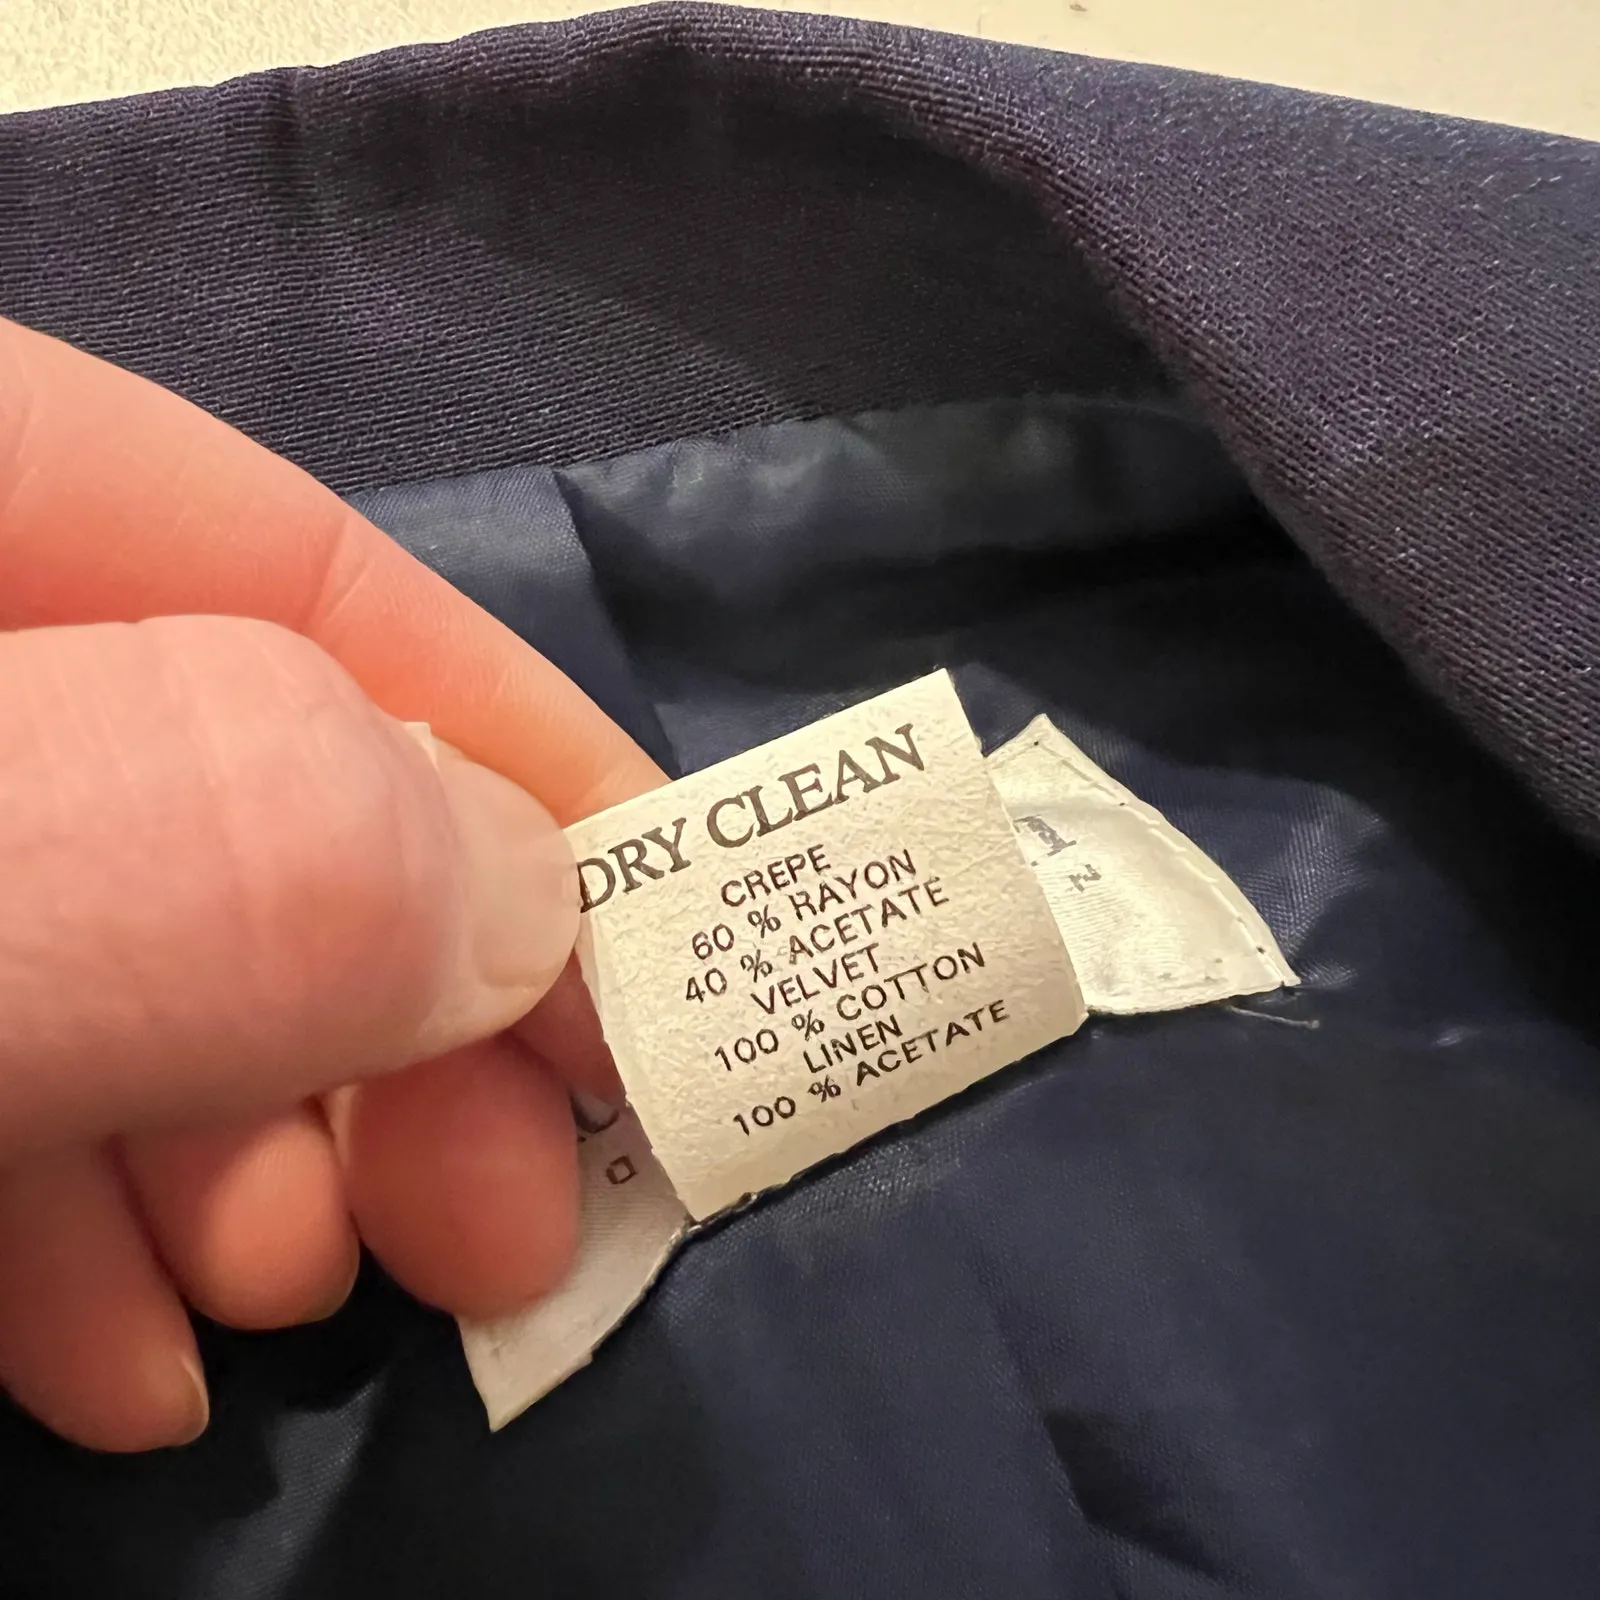 DRY CLEAN
CREPE
60 % RAYON
40 % ACETATE
VELVET
100 % COTTON
LINEN
100 % ACETATE